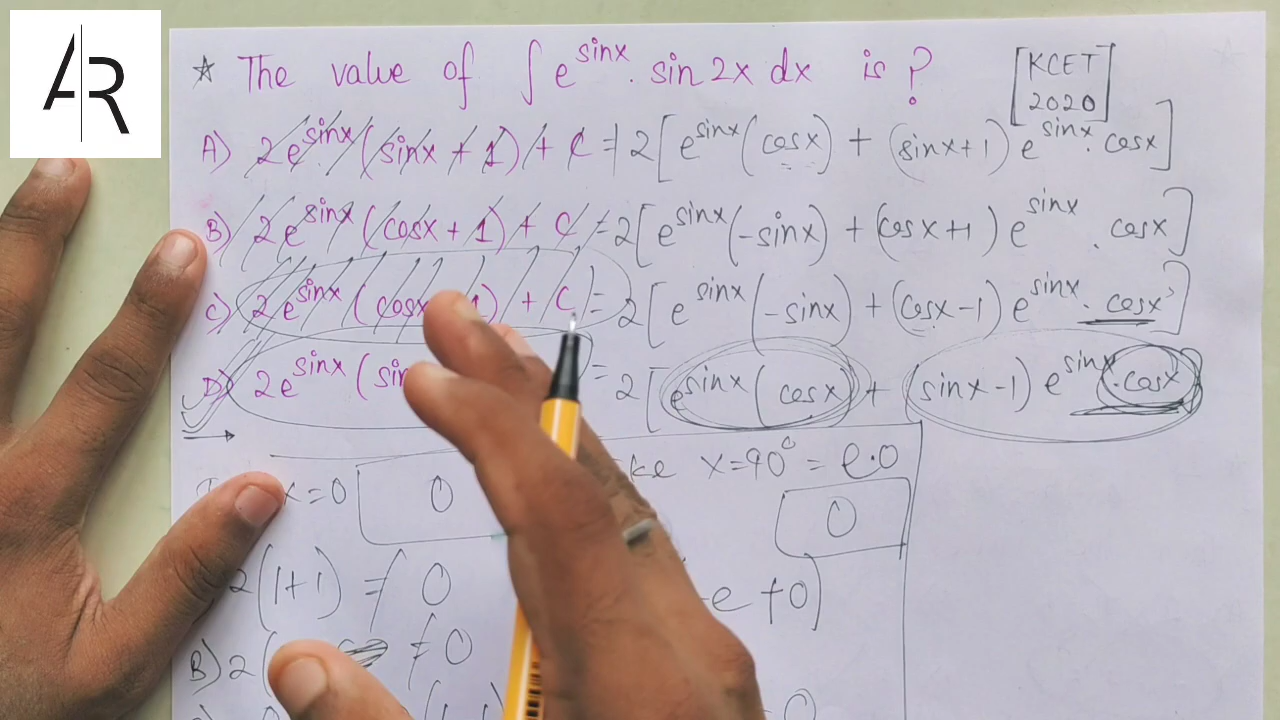 AR
☆ The value of ∫ e^sinx . sin 2x dx is ?
[KCET 2020]
A) 2e^sinx (sinx + 1) + C = 2[e^sinx (cosx) + (sinx+1) e^sinx . cosx]
B) 2e^sinx (cosx + 1) + C = 2[e^sinx (-sinx) + (cosx+1) e^sinx . cosx]
C) 2e^sinx (cosx 1) + C = 2[e^sinx (-sinx) + (cosx-1) e^sinx . cosx]
D) 2e^sinx ( = 2[e^sinx (cosx) + (sinx-1) e^sinx . cosx]
x=0 0
x=90° = e.0
0
2(1+1) ≠ 0
-e +0)
B) 2( ≠ 0